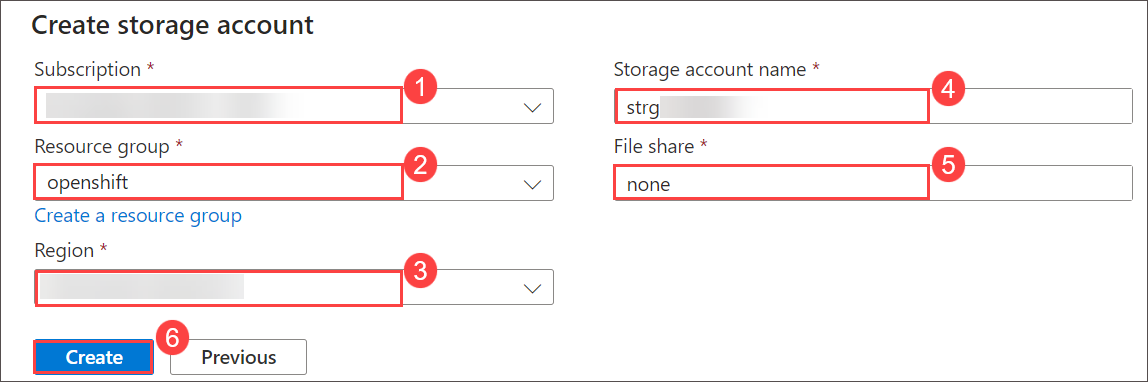 Create storage account
Subscription *
1
Resource group *
2
openshift
Create a resource group
Region *
3
Storage account name *
4
strg
File share *
5
none
6
Create
Previous